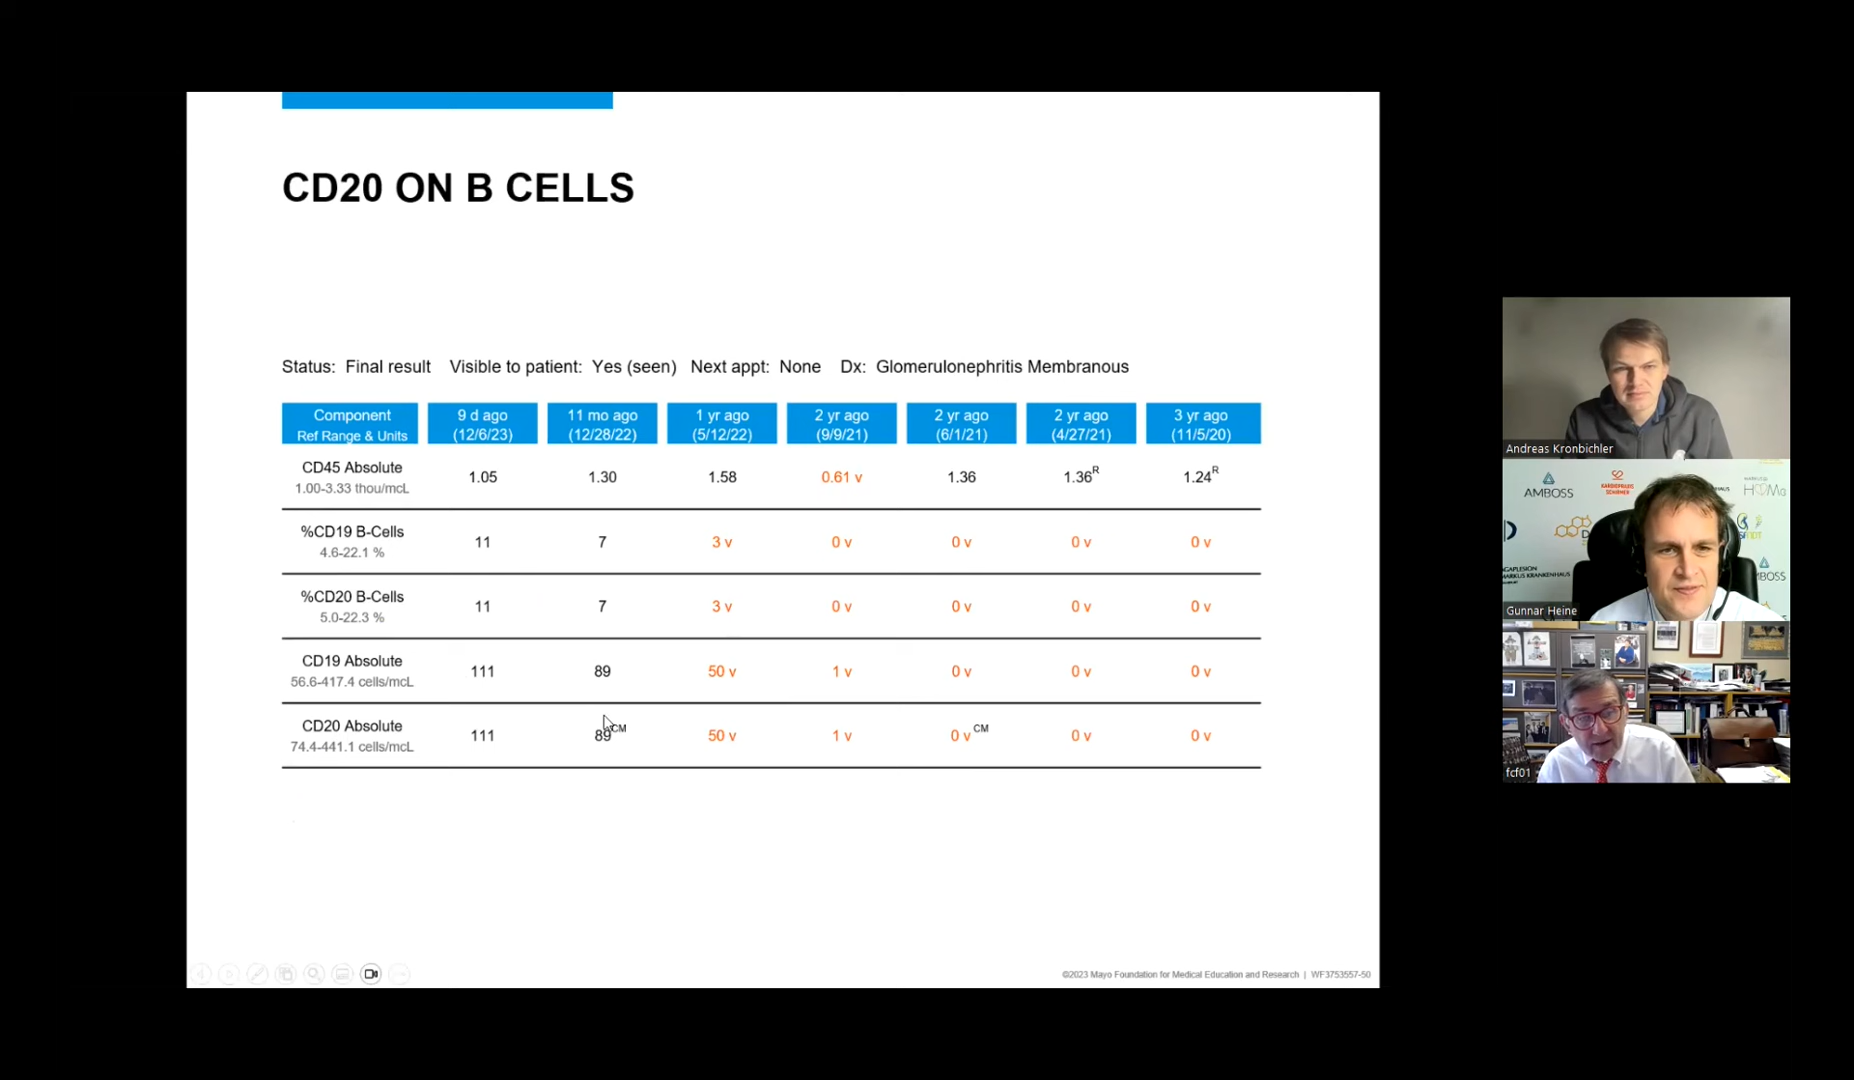 CD20 ON B CELLS
Status: Final result Visible to patient: Yes (seen) Next appt: None Dx: Glomerulonephritis Membranous
Component 9 d ago 11 mo ago 1 yr ago 2 yr ago 2 yr ago 2 yr ago 3 yr ago
Ref Range & Units (12/6/23) (12/28/22) (5/12/22) (9/9/21) (6/1/21) (4/27/21) (11/5/20)
CD45 Absolute 1.05 1.30 1.58 0.61 v 1.36 1.36R 1.24R
1.00-3.33 thou/mcL
%CD19 B-Cells 11 7 3 v 0 v 0 v 0 v 0 v
4.6-22.1 %
%CD20 B-Cells 11 7 3 v 0 v 0 v 0 v 0 v
5.0-22.3 %
CD19 Absolute 111 89 50 v 1 v 0 v 0 v 0 v
56.6-417.4 cells/mcL
CD20 Absolute 111 89CM 50 v 1 v 0 v CM 0 v 0 v
74.4-441.1 cells/mcL
©2023 Mayo Foundation for Medical Education and Research | WF3753557-50
Andreas Kronbichler
AMBOSS
Gunnar Heine
fcf01